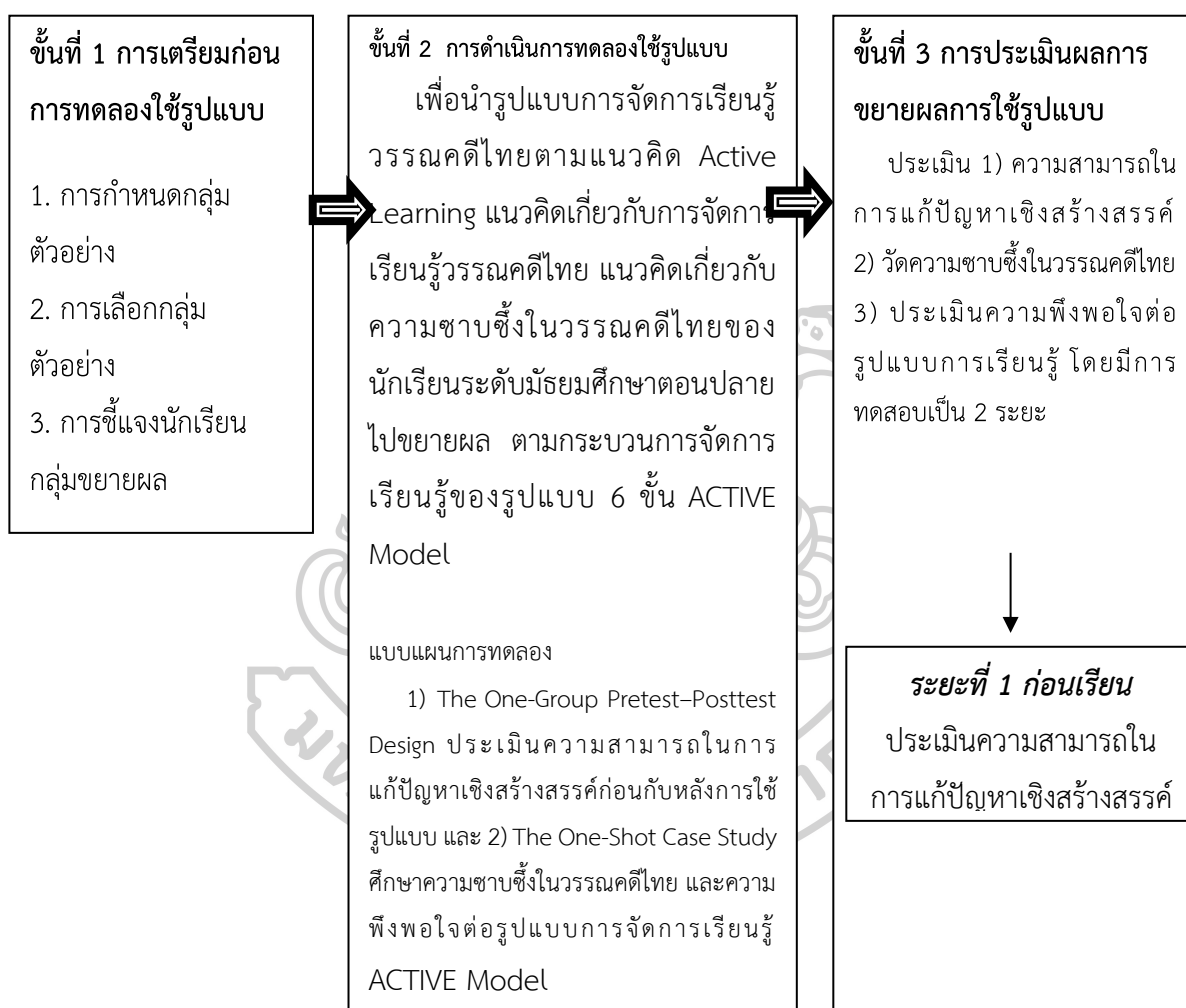 ขั้นที่ 1 การเตรียมก่อน
การทดลองใช้รูปแบบ
1. การกำหนดกลุ่ม
ตัวอย่าง
2. การเลือกกลุ่ม
ตัวอย่าง
3. การชี้แจงนักเรียน
กลุ่มขยายผล
ขั้นที่ 2 การดำเนินการทดลองใช้รูปแบบ
เพื่อนำรูปแบบการจัดการเรียนรู้
วรรณคดีไทยตามแนวคิด Active
Learning แนวคิดเกี่ยวกับการจัดการ
เรียนรู้วรรณคดีไทย แนวคิดเกี่ยวกับ
ความซาบซึ้งในวรรณคดีไทยของ
นักเรียนระดับมัธยมศึกษาตอนปลาย
ไปขยายผล ตามกระบวนการจัดการ
เรียนรู้ของรูปแบบ 6 ขั้น ACTIVE
Model
แบบแผนการทดลอง
1) The One-Group Pretest–Posttest
Design ประเมินความสามารถในการ
แก้ปัญหาเชิงสร้างสรรค์ก่อนกับหลังการใช้
รูปแบบ และ 2) The One-Shot Case Study
ศึกษาความซาบซึ้งในวรรณคดีไทย และความ
พึงพอใจต่อรูปแบบการจัดการเรียนรู้
ACTIVE Model
ขั้นที่ 3 การประเมินผลการ
ขยายผลการใช้รูปแบบ
ประเมิน 1) ความสามารถใน
การแก้ปัญหาเชิงสร้างสรรค์
2) วัดความซาบซึ้งในวรรณคดีไทย
3) ประเมินความพึงพอใจต่อ
รูปแบบการเรียนรู้ โดยมีการ
ทดสอบเป็น 2 ระยะ
ระยะที่ 1 ก่อนเรียน
ประเมินความสามารถใน
การแก้ปัญหาเชิงสร้างสรรค์